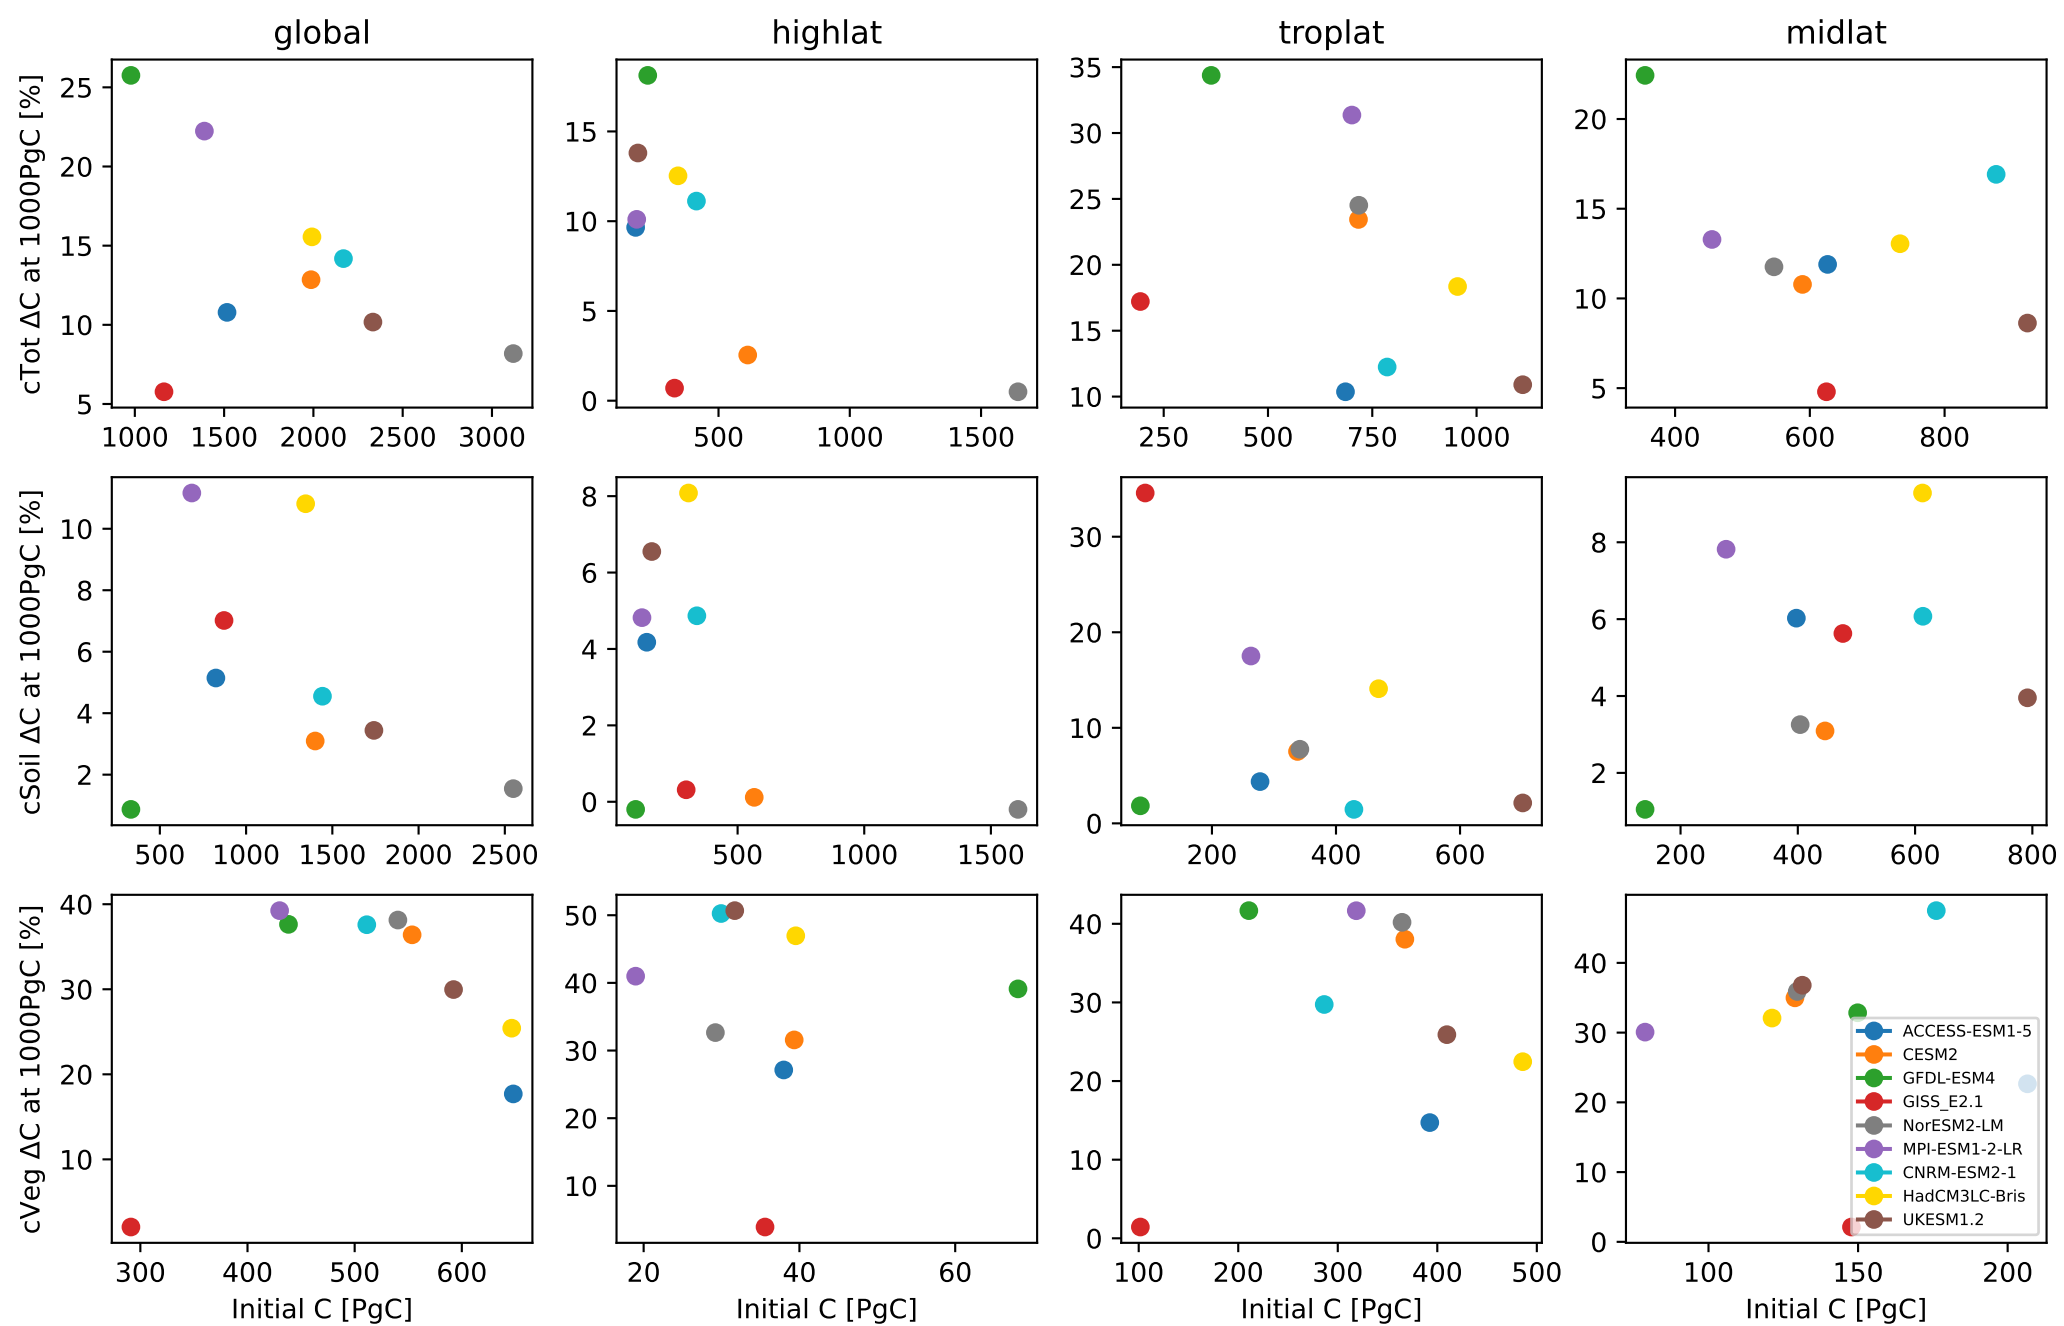 global
highlat
troplat
midlat
cTot ΔC at 1000PgC [%]
25
20
15
10
5
1000 1500 2000 2500 3000
15
10
5
0
500 1000 1500
35
30
25
20
15
10
250 500 750 1000
20
15
10
5
400 600 800
cSoil ΔC at 1000PgC [%]
10
8
6
4
2
500 1000 1500 2000 2500
8
6
4
2
0
500 1000 1500
30
20
10
0
200 400 600
8
6
4
2
200 400 600 800
cVeg ΔC at 1000PgC [%]
40
30
20
10
300 400 500 600
Initial C [PgC]
50
40
30
20
10
20 40 60
Initial C [PgC]
40
30
20
10
0
100 200 300 400 500
Initial C [PgC]
40
30
20
10
0
100 150 200
Initial C [PgC]
ACCESS-ESM1-5
CESM2
GFDL-ESM4
GISS_E2.1
NorESM2-LM
MPI-ESM1-2-LR
CNRM-ESM2-1
HadCM3LC-Bris
UKESM1.2